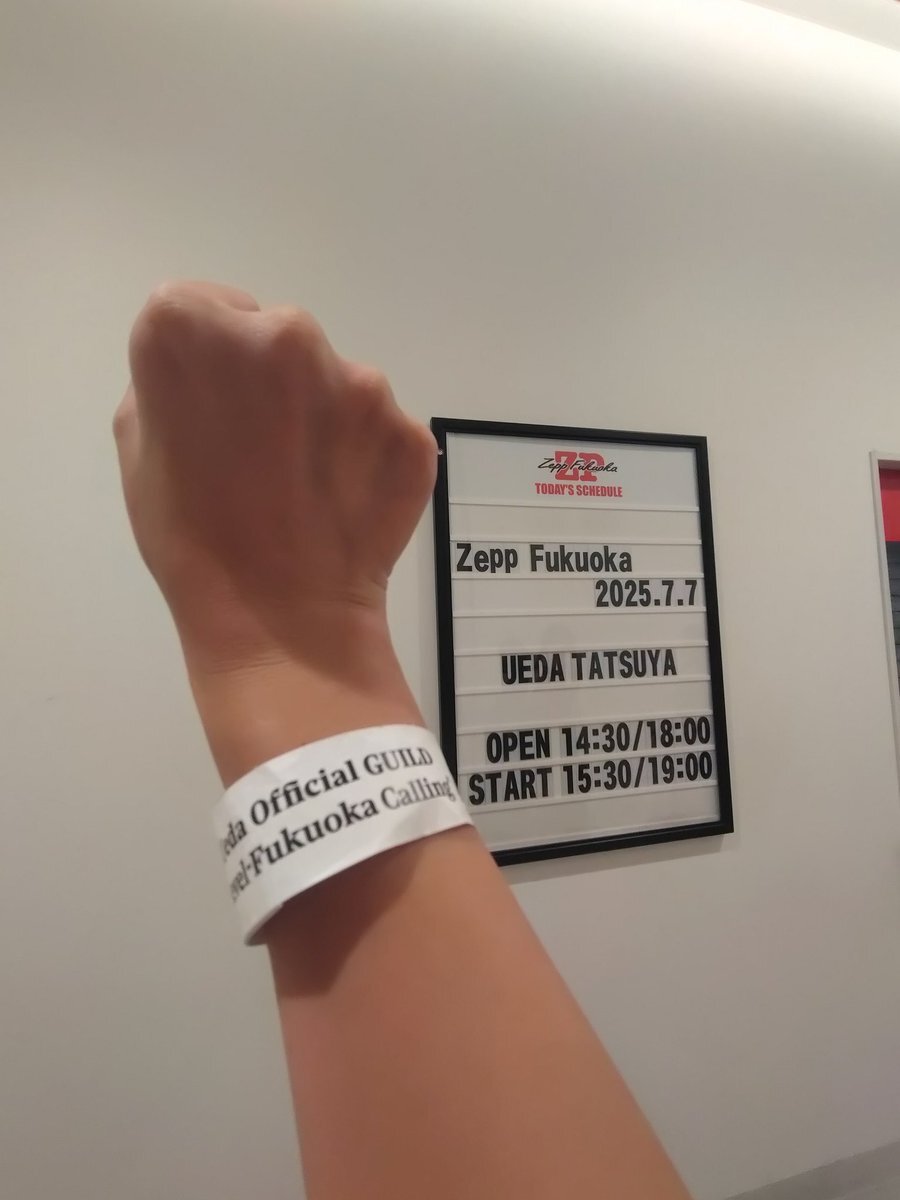 Zepp Fukuoka
TODAY'S SCHEDULE
Zepp Fukuoka
2025.7.7
UEDA TATSUYA
OPEN 14:30/18:00
START 15:30/19:00
Official GUILD
Fukuoka Calling